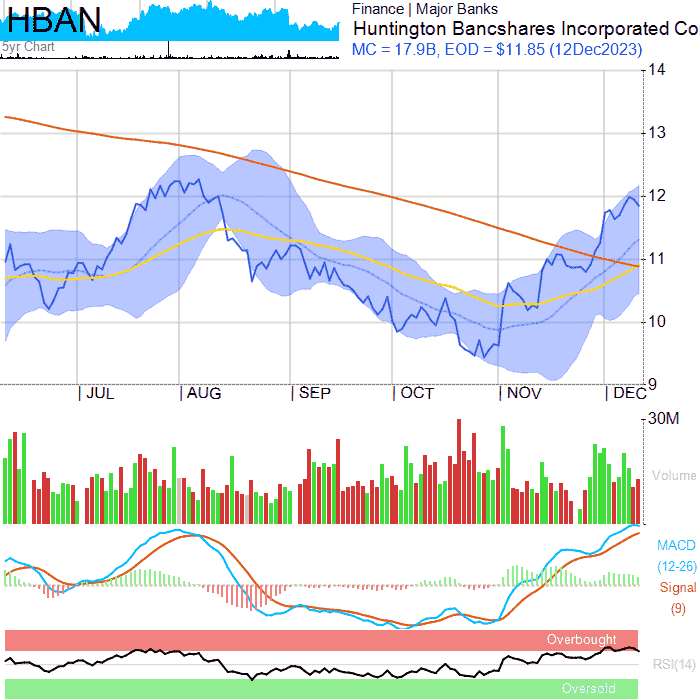 HBAN
5yr Chart
Finance | Major Banks
Huntington Bancshares Incorporated Co
MC = 17.9B, EOD = $11.85 (12Dec2023)
14
13
12
11
10
9
| JUL
| AUG
| SEP
| OCT
| NOV
| DEC
30M
Volume
MACD
(12-26)
Signal
(9)
Overbought
RSI(14)
Oversold